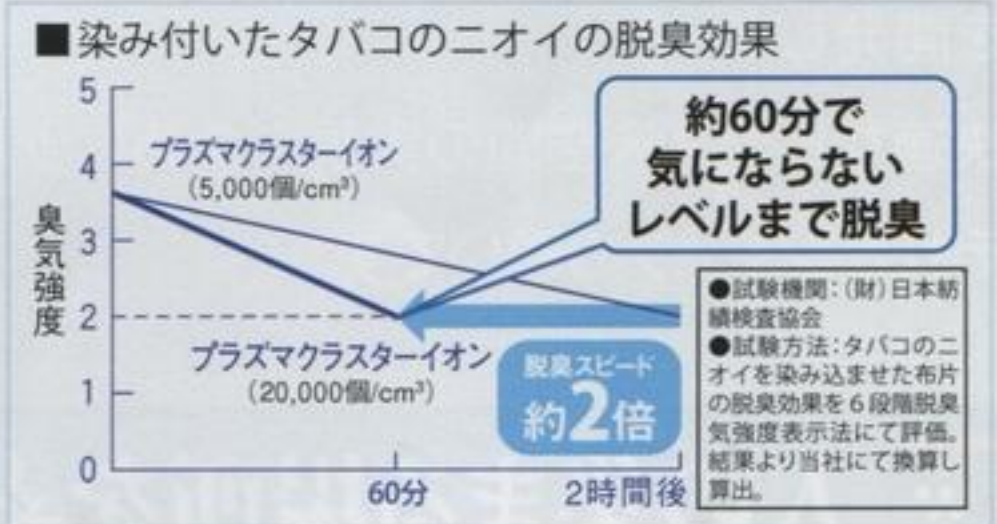 ■染み付いたタバコのニオイの脱臭効果
5
4
3
2
1
0
臭気強度
プラズマクラスターイオン
（5,000個/cm³）
約60分で
気にならない
レベルまで脱臭
プラズマクラスターイオン
（20,000個/cm³）
脱臭スピード
約2倍
60分
2時間後
●試験機関：（財）日本紡
績検査協会
●試験方法：タバコのニ
オイを染み込ませた布片
の脱臭効果を６段階脱臭
気強度表示法にて評価。
結果より当社にて換算し
算出。